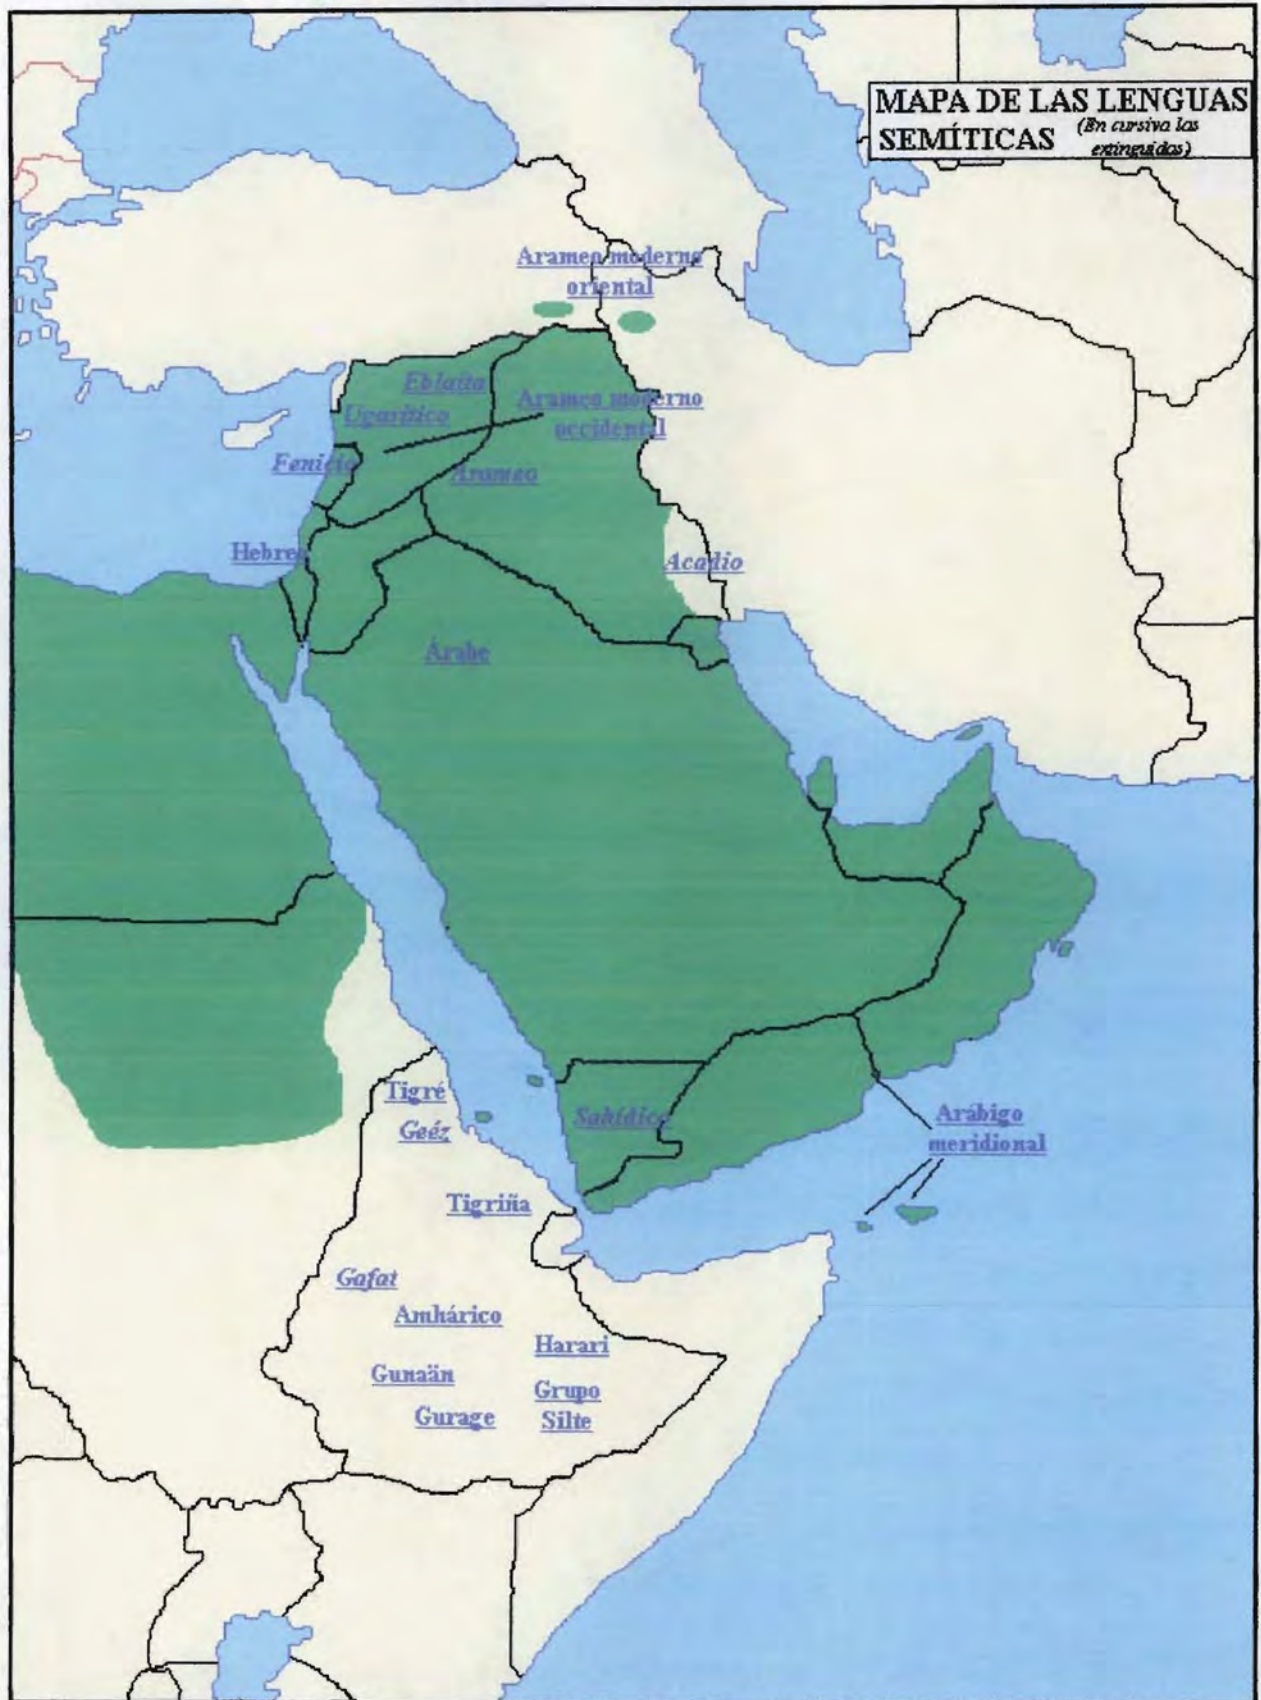 MAPA DE LAS LENGUAS
SEMÍTICAS (En cursiva las
extinguidas)
Arameo moderno
oriental
Eblaíta
Ugarítico
Arameo moderno
occidental
Fenicio
Arameo
Hebreo
Acadio
Árabe
Tigré
Geéz
Sahídico
Arábigo
meridional
Tigriña
Gafat
Amhárico
Harari
Gunaän
Grupo
Silte
Gurage